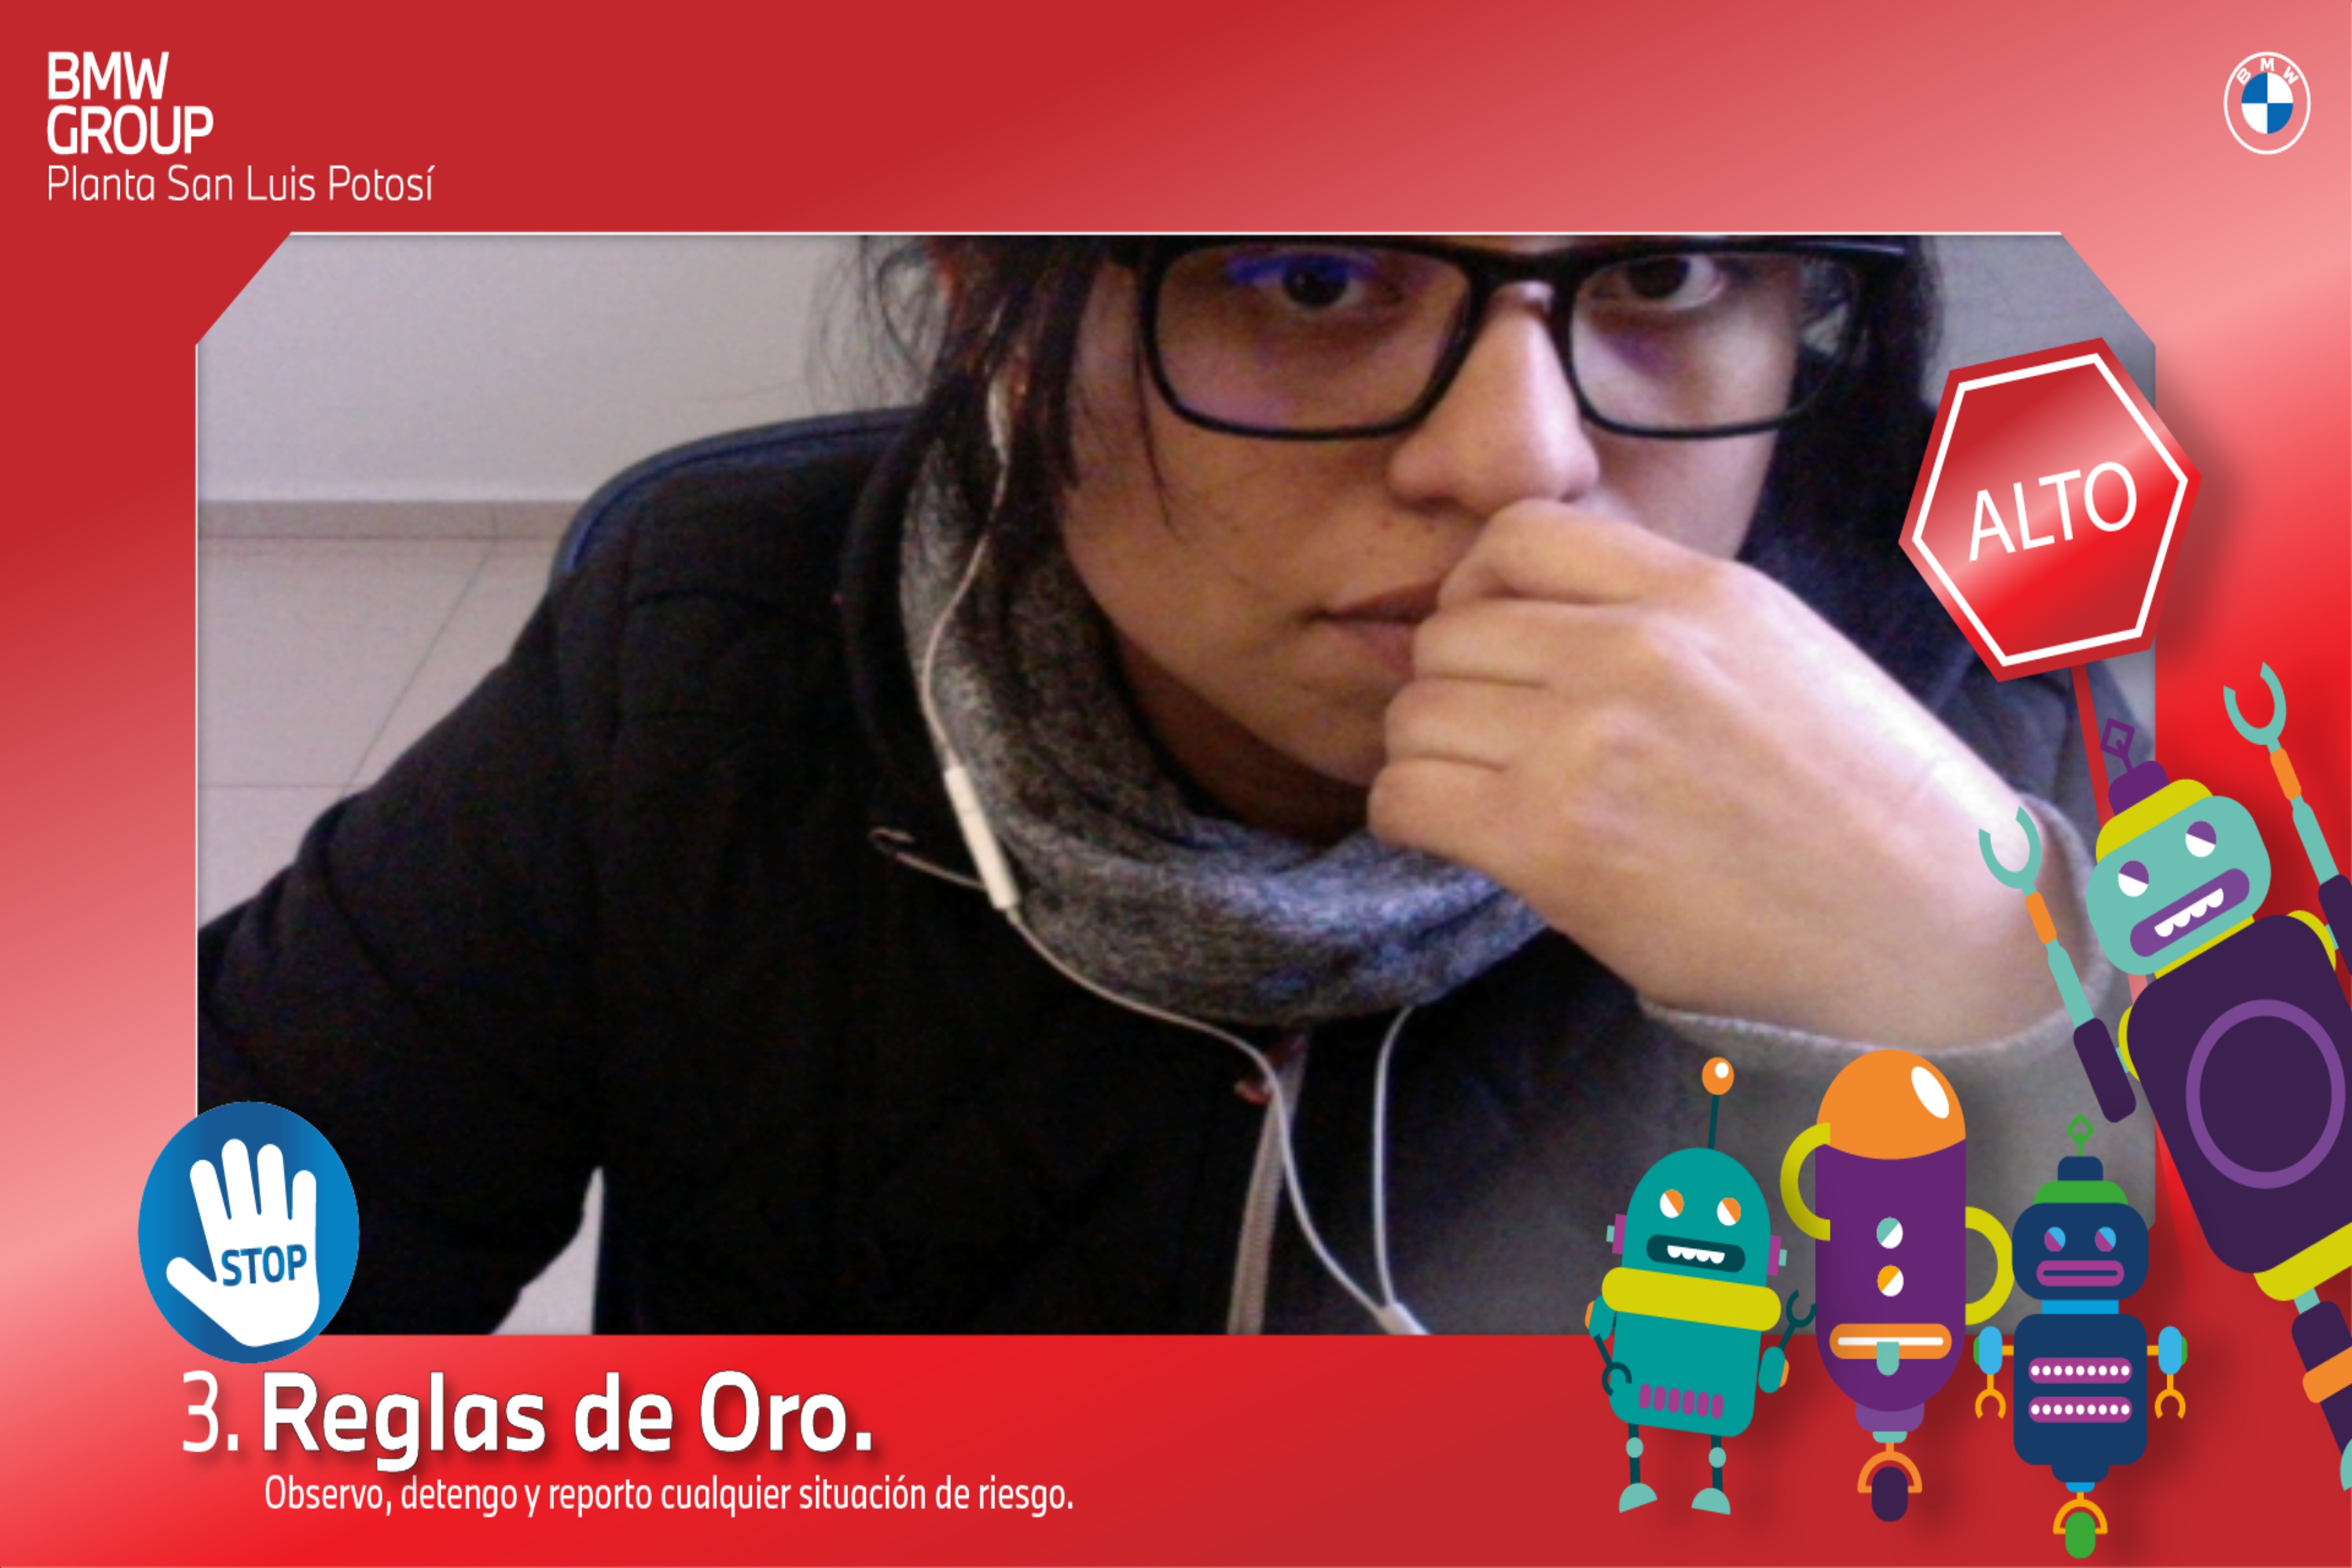 BMW
GROUP
Planta San Luis Potosí
BMW
ALTO
STOP
3. Reglas de Oro.
Observo, detengo y reporto cualquier situación de riesgo.